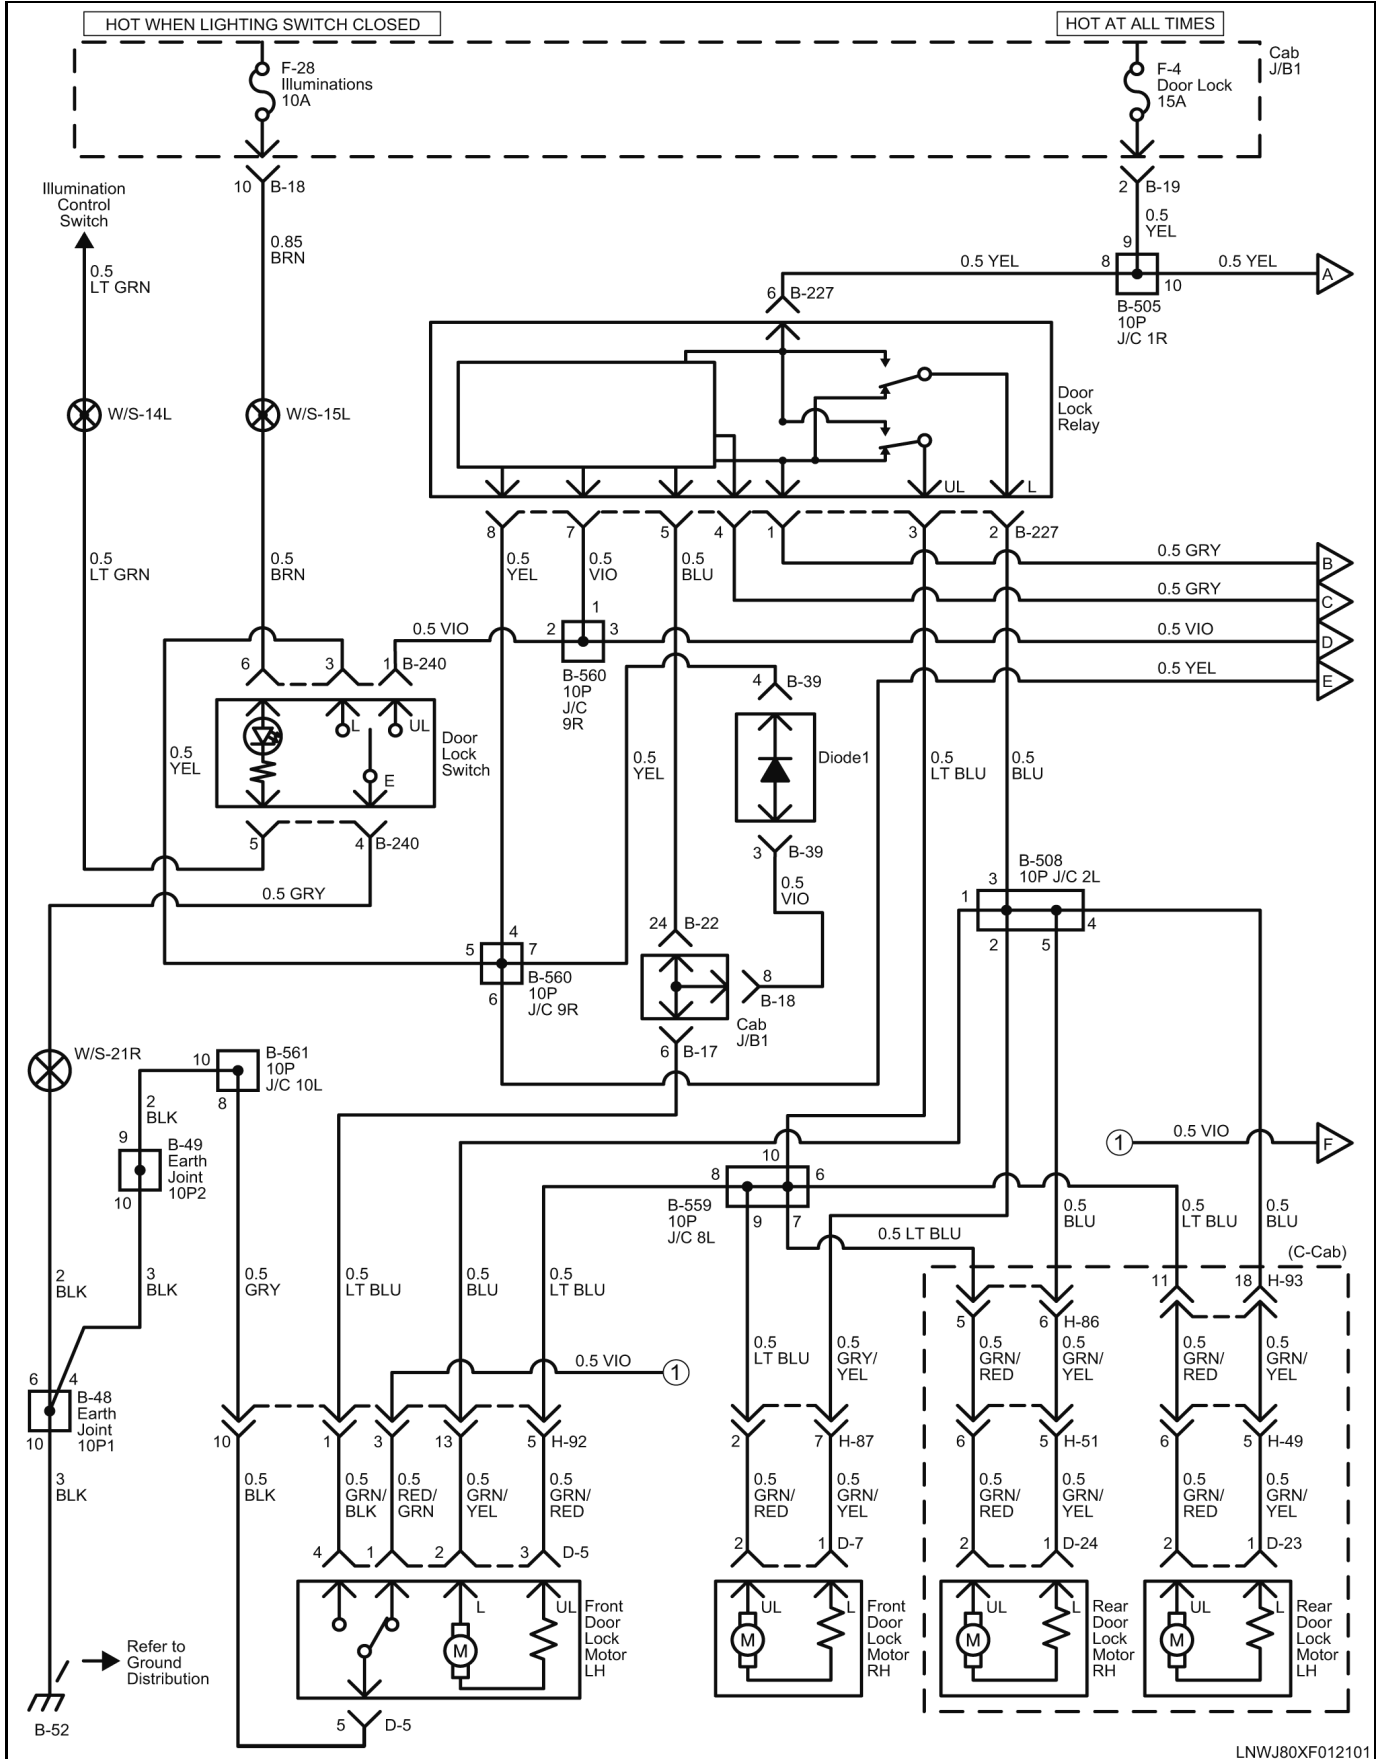 HOT WHEN LIGHTING SWITCH CLOSED
HOT AT ALL TIMES
F-28
Illuminations
10A
F-4
Door Lock
15A
Cab
J/B1
10
B-18
2
B-19
Illumination
Control
Switch
0.5
LT GRN
0.85
BRN
0.5
YEL
9
8
10
0.5 YEL
0.5 YEL
A
B-505
10P
J/C 1R
6
B-227
W/S-14L
W/S-15L
Door
Lock
Relay
UL
L
8
7
5
4
1
3
2
B-227
0.5
LT GRN
0.5
BRN
0.5
YEL
0.5
VIO
0.5
BLU
0.5 GRY
B
0.5 GRY
C
0.5 VIO
D
0.5 YEL
E
0.5 VIO
2
1
3
B-560
10P
J/C
9R
6
3
1
B-240
L
UL
E
Door
Lock
Switch
0.5
YEL
5
4
B-240
0.5 GRY
0.5
YEL
4
B-39
Diode1
3
B-39
0.5
VIO
0.5
LT BLU
0.5
BLU
B-508
10P J/C 2L
1
3
2
5
4
24
B-22
8
B-18
Cab
J/B1
6
B-17
5
4
7
6
B-560
10P
J/C 9R
W/S-21R
10
8
B-561
10P
J/C 10L
2
BLK
9
10
B-49
Earth
Joint
10P2
1
0.5 VIO
F
10
8
6
9
7
B-559
10P
J/C 8L
0.5 LT BLU
0.5
BLU
0.5
LT BLU
0.5
BLU
(C-Cab)
2
BLK
3
BLK
0.5
GRY
0.5
LT BLU
0.5
BLU
0.5
LT BLU
11
18
H-93
5
6
H-86
0.5 VIO
1
0.5
LT BLU
0.5
GRY/
YEL
0.5
GRN/
RED
0.5
GRN/
YEL
0.5
GRN/
RED
0.5
GRN/
YEL
6
4
10
B-48
Earth
Joint
10P1
10
1
3
13
5
H-92
2
7
H-87
6
5
H-51
6
5
H-49
3
BLK
0.5
BLK
0.5
GRN/
BLK
0.5
RED/
GRN
0.5
GRN/
YEL
0.5
GRN/
RED
0.5
GRN/
RED
0.5
GRN/
YEL
0.5
GRN/
RED
0.5
GRN/
YEL
0.5
GRN/
RED
0.5
GRN/
YEL
4
1
2
3
D-5
2
1
D-7
2
1
D-24
2
1
D-23
L
UL
M
Front
Door
Lock
Motor
LH
UL
L
M
Front
Door
Lock
Motor
RH
UL
L
M
Rear
Door
Lock
Motor
RH
UL
L
M
Rear
Door
Lock
Motor
LH
Refer to
Ground
Distribution
B-52
5
D-5
LNWJ80XF012101